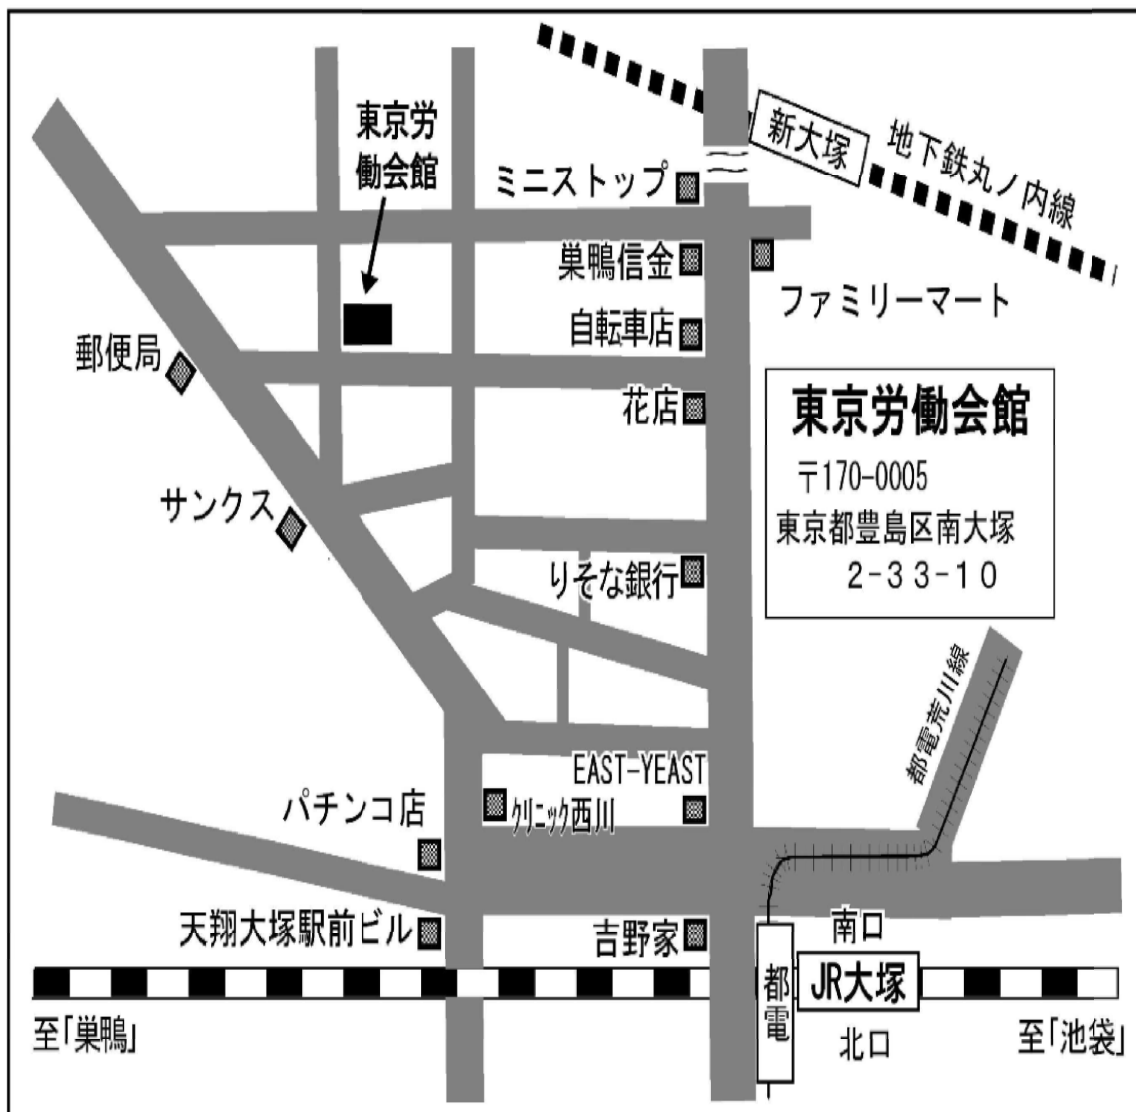 東京労
働会館
新大塚
地下鉄丸ノ内線
ミニストップ
巣鴨信金
ファミリーマート
自転車店
郵便局
花店
東京労働会館
〒170-0005
東京都豊島区南大塚
2-33-10
サンクス
りそな銀行
都電荒川線
EAST-YEAST
パチンコ店
クリニック西川
天翔大塚駅前ビル
吉野家
南口
都電
JR大塚
至「巣鴨」
北口
至「池袋」